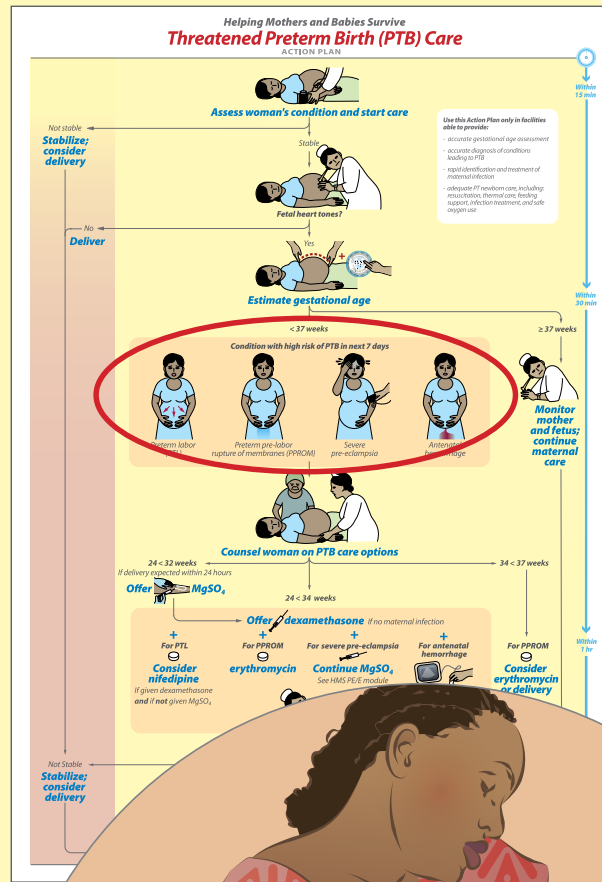 Helping Mothers and Babies Survive
Threatened Preterm Birth (PTB) Care
ACTION PLAN
Within
15 min
Assess woman's condition and start care
Use this Action Plan only in facilities
able to provide:
- accurate gestational age assessment
- accurate diagnosis of conditions
leading to PTB
- rapid identification and treatment of
maternal infection
- adequate PT newborn care, including:
resuscitation, thermal care, feeding
support, infection treatment, and safe
oxygen use
Not stable
Stabilize;
consider
delivery
Stable
Fetal heart tones?
No
Deliver
Yes
+
Estimate gestational age
Within
30 min
< 37 weeks
≥ 37 weeks
Condition with high risk of PTB in next 7 days
Preterm labor
(PTL)
Preterm pre-labor
rupture of membranes (PPROM)
Severe
pre-eclampsia
Antenatal
hemorrhage
Monitor
mother
and fetus;
continue
maternal
care
Counsel woman on PTB care options
24 < 32 weeks
If delivery expected within 24 hours
Offer MgSO₄
24 < 34 weeks
34 < 37 weeks
Offer dexamethasone If no maternal infection
Within
1 hr
+
For PTL
Consider
nifedipine
If given dexamethasone
and if not given MgSO₄
+
For PPROM
erythromycin
+
For severe pre-eclampsia
Continue MgSO₄
See HMS PE/E module
+
For antenatal
hemorrhage
For PPROM
Consider
erythromycin
or delivery
Not Stable
Stabilize;
consider
delivery